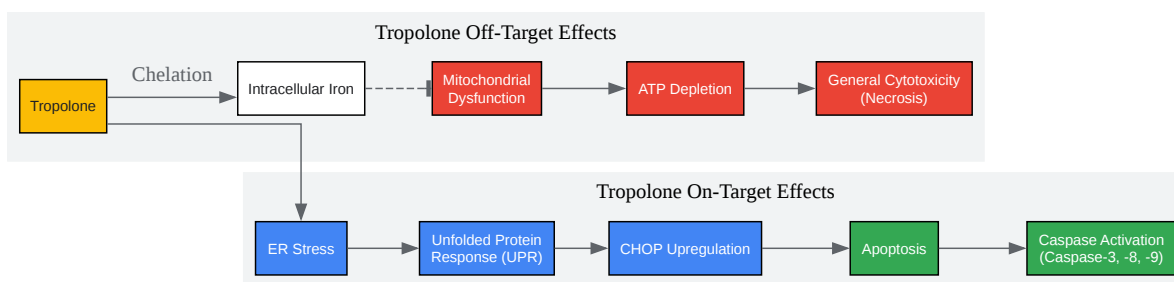 Tropolone Off-Target Effects
Tropolone
Chelation
Intracellular Iron
Mitochondrial
Dysfunction
ATP Depletion
General Cytotoxicity
(Necrosis)
Tropolone On-Target Effects
ER Stress
Unfolded Protein
Response (UPR)
CHOP Upregulation
Apoptosis
Caspase Activation
(Caspase-3, -8, -9)